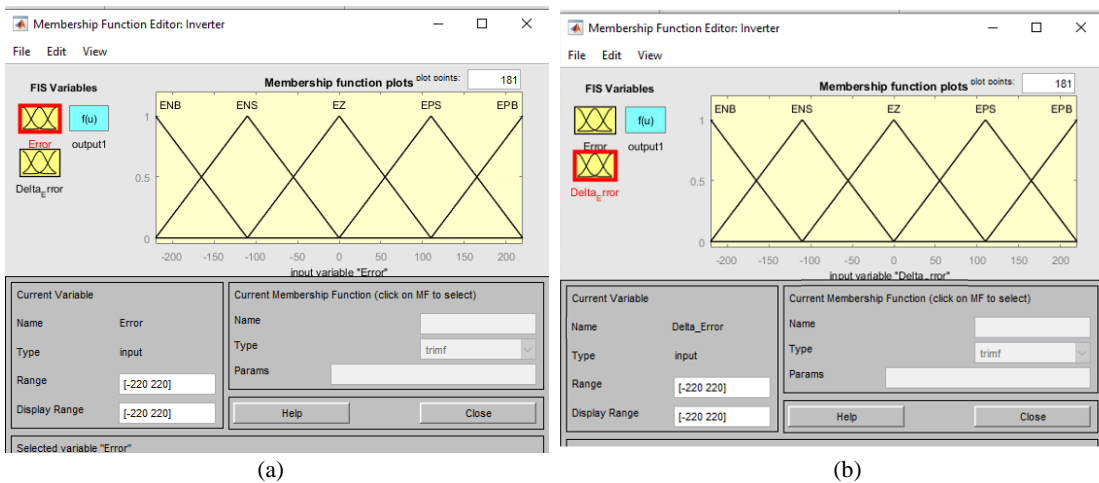 Membership Function Editor: Inverter
File Edit View
FIS Variables
Membership function plots plot points: 181
f(u)
Error output1
Delta_Error
ENB ENS EZ EPS EPB
1
0.5
0
-200 -150 -100 -50 0 50 100 150 200
input variable "Error"
Current Variable
Name Error
Type input
Range [-220 220]
Display Range [-220 220]
Current Membership Function (click on MF to select)
Name
Type trimf
Params
Help Close
Selected variable "Error"
(a)
Membership Function Editor: Inverter
File Edit View
FIS Variables
Membership function plots plot points: 181
f(u)
Error output1
Delta_Error
ENB ENS EZ EPS EPB
1
0.5
0
-200 -150 -100 -50 0 50 100 150 200
input variable "Delta_rror"
Current Variable
Name Delta_Error
Type input
Range [-220 220]
Display Range [-220 220]
Current Membership Function (click on MF to select)
Name
Type trimf
Params
Help Close
(b)